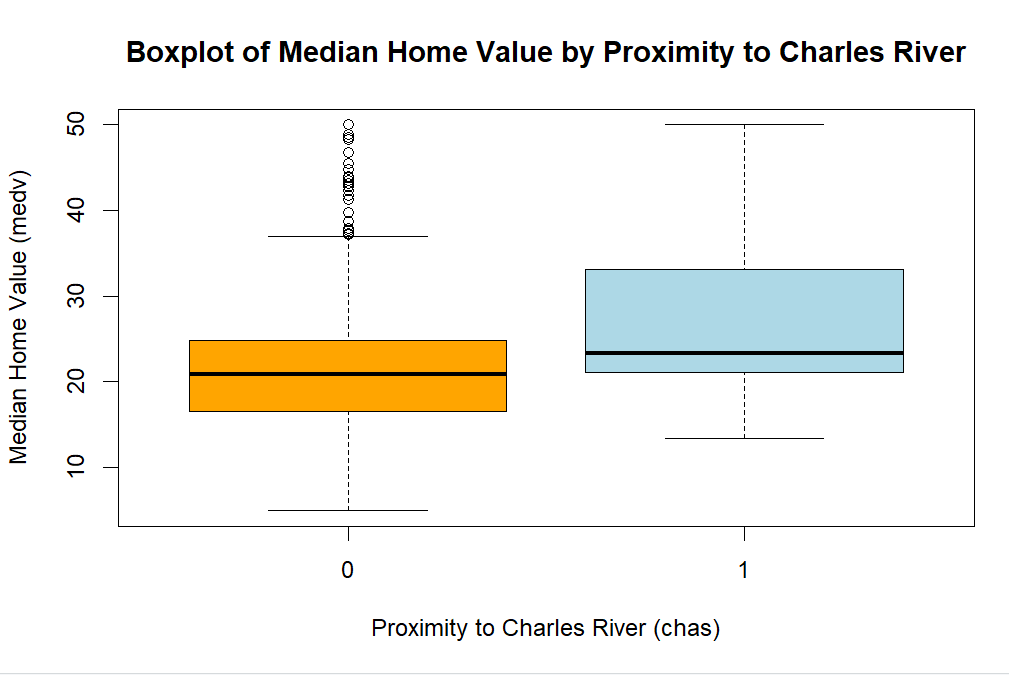 Boxplot of Median Home Value by Proximity to Charles River
Median Home Value (medv)
50
40
30
20
10
0
1
Proximity to Charles River (chas)